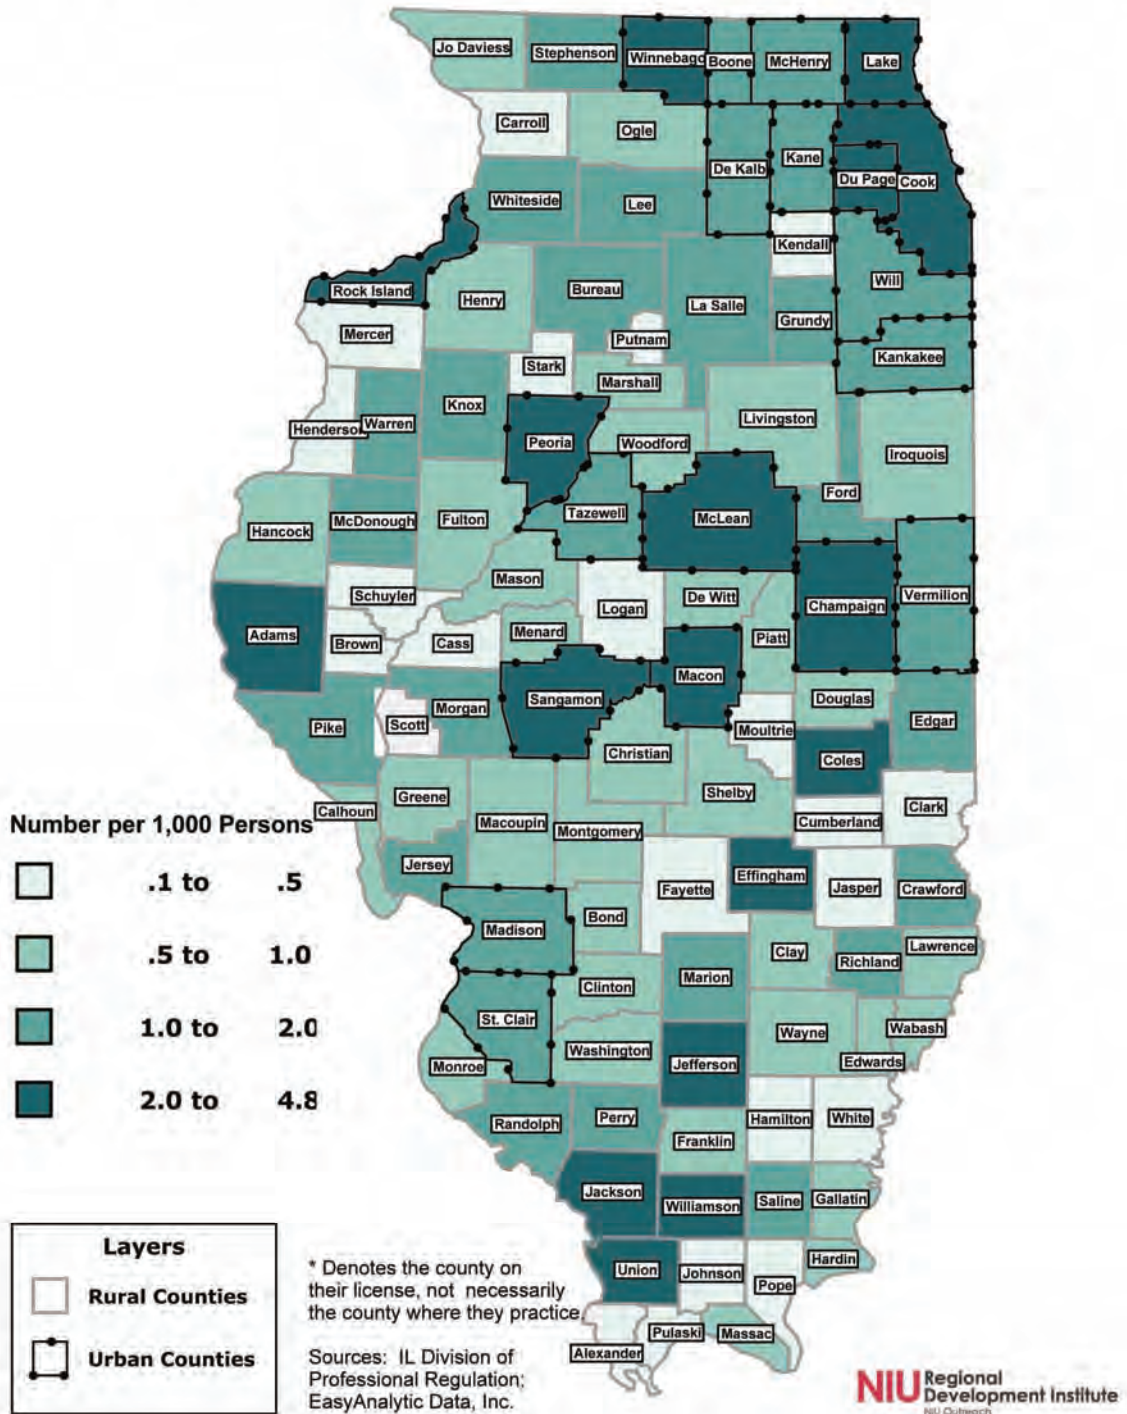 Jo Daviess
Stephenson
Winnebago
Boone
McHenry
Lake
Carroll
Ogle
De Kalb
Kane
Du Page
Cook
Whiteside
Lee
Kendall
Rock Island
Henry
Bureau
La Salle
Grundy
Will
Mercer
Putnam
Kankakee
Stark
Marshall
Knox
Henderson
Warren
Peoria
Woodford
Livingston
Iroquois
Ford
Hancock
McDonough
Fulton
Tazewell
McLean
Mason
Schuyler
Logan
De Witt
Champaign
Vermilion
Adams
Brown
Cass
Menard
Piatt
Macon
Sangamon
Douglas
Pike
Scott
Morgan
Moultrie
Edgar
Christian
Coles
Shelby
Greene
Calhoun
Macoupin
Montgomery
Cumberland
Clark
Number per 1,000 Persons
.1 to .5
.5 to 1.0
1.0 to 2.0
2.0 to 4.8
Jersey
Fayette
Effingham
Jasper
Crawford
Bond
Madison
Clay
Richland
Lawrence
Marion
Clinton
St. Clair
Wayne
Wabash
Washington
Edwards
Monroe
Jefferson
Randolph
Perry
Hamilton
White
Franklin
Jackson
Williamson
Saline
Gallatin
Union
Johnson
Pope
Hardin
Alexander
Pulaski
Massac
Layers
Rural Counties
Urban Counties
* Denotes the county on
their license, not necessarily
the county where they practice
Sources: IL Division of
Professional Regulation;
EasyAnalytic Data, Inc.
NIU Regional
Development Institute
NIU Outreach